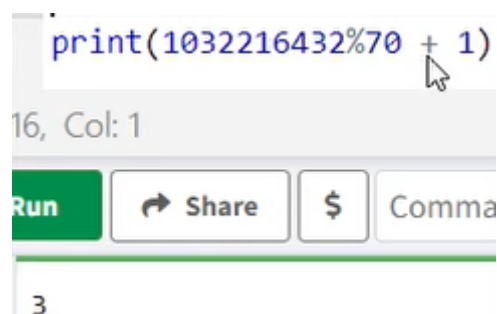 print(1032216432%70 + 1)
16, Col: 1
Run Share $ Comma
3